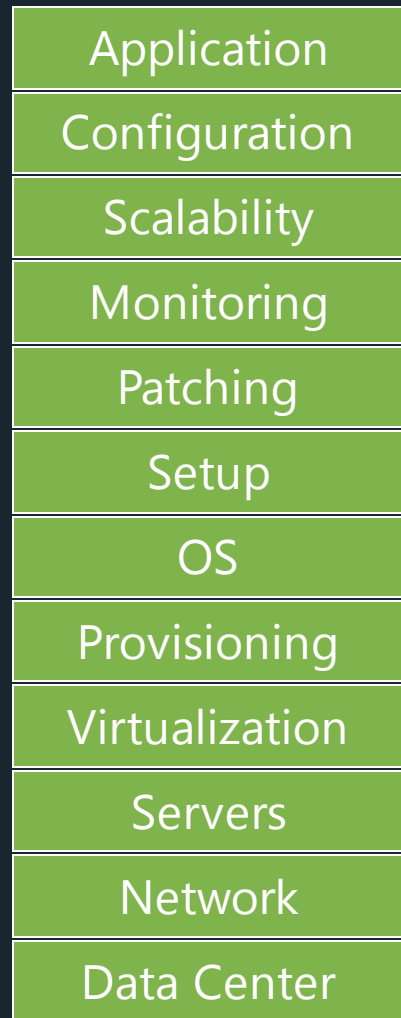 Application
Configuration
Scalability
Monitoring
Patching
Setup
OS
Provisioning
Virtualization
Servers
Network
Data Center